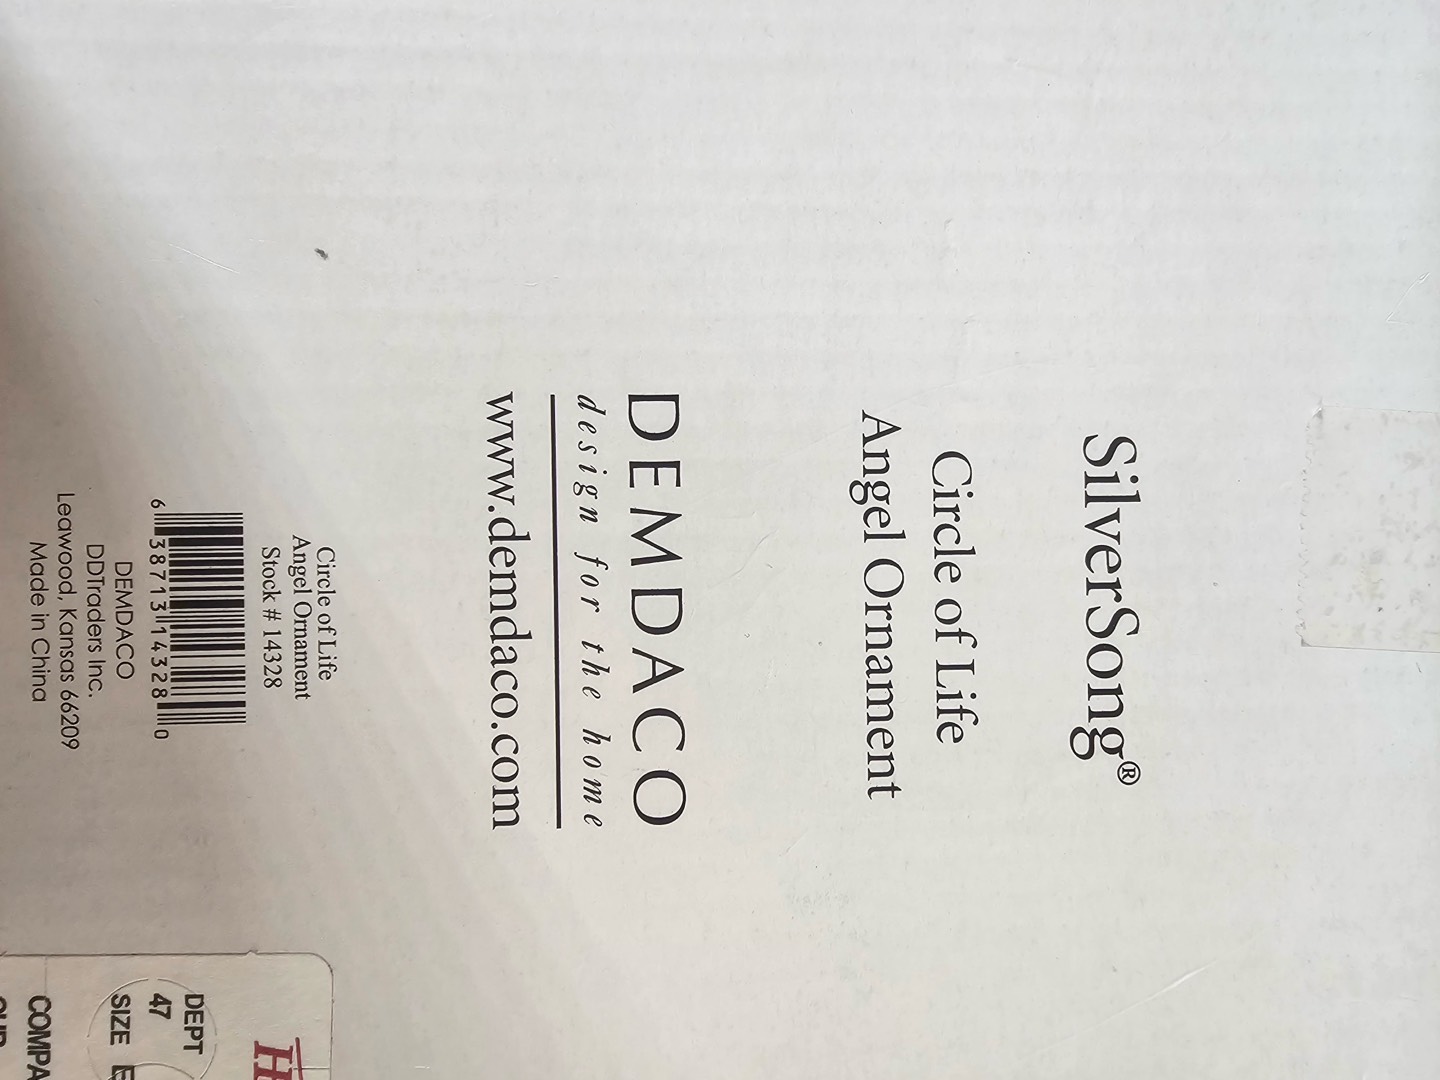 SilverSong®
Circle of Life
Angel Ornament
DEMDACO
design for the home
www.demdaco.com
Circle of Life
Angel Ornament
Stock # 14328
6 38713 14328 0
DEMDACO
DDTraders Inc.
Leawood, Kansas 66209
Made in China
DEPT
47
SIZE